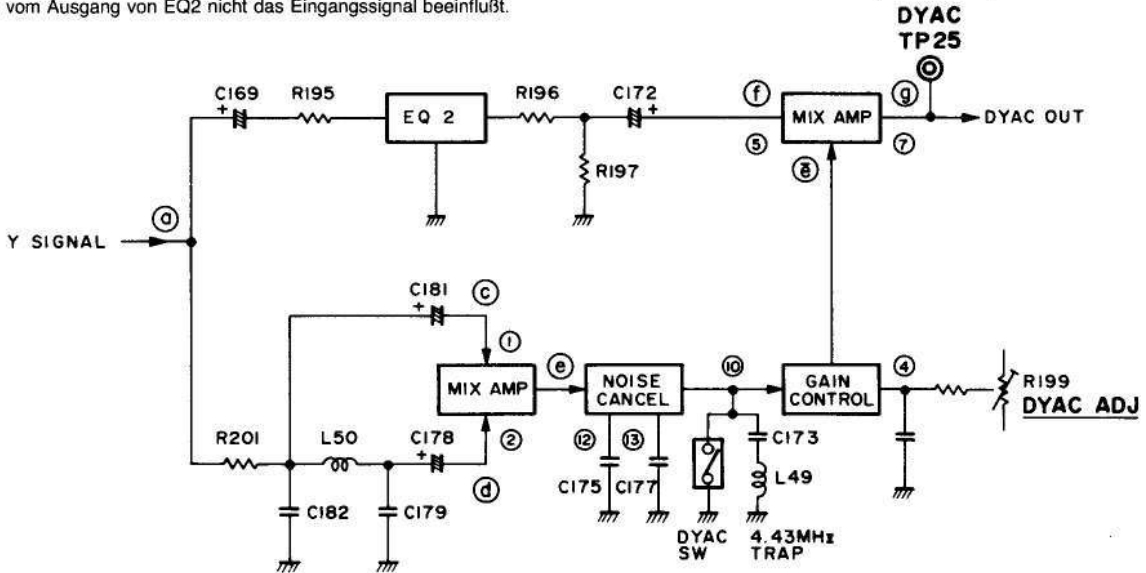 vom Ausgang von EQ2 nicht das Eingangssignal beeinflußt.
DYAC
TP25
C169
R195
EQ 2
R196
C172
ⓕ
⑤
MIX AMP
ⓖ
⑦
DYAC OUT
ⓔ̄
R197
ⓐ
Y SIGNAL
C181
ⓒ
①
MIX AMP
ⓔ
NOISE
CANCEL
⑩
GAIN
CONTROL
④
R199
DYAC ADJ
R201
L50
C178
②
ⓓ
⑫
⑬
C173
C175
C177
L49
C182
C179
DYAC
SW
4.43MHz
TRAP